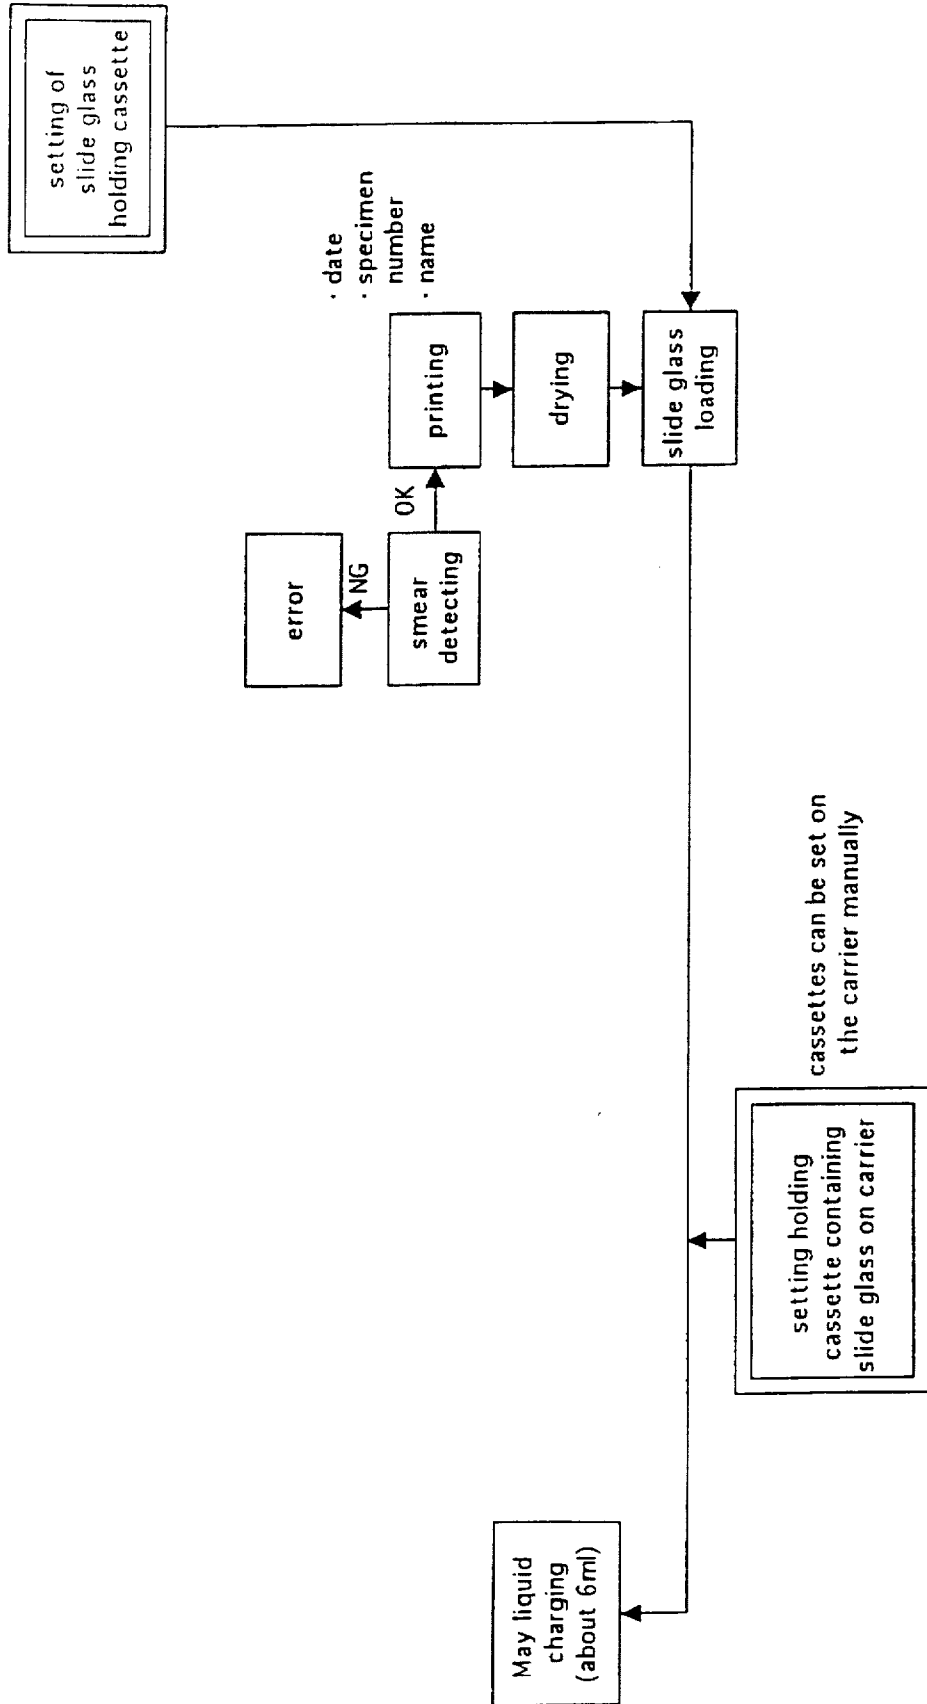 setting of
slide glass
holding cassette
· date
· specimen
number
· name
error
NG
smear
detecting
OK
printing
drying
slide glass
loading
cassettes can be set on
the carrier manually
setting holding
cassette containing
slide glass on carrier
May liquid
charging
(about 6ml)